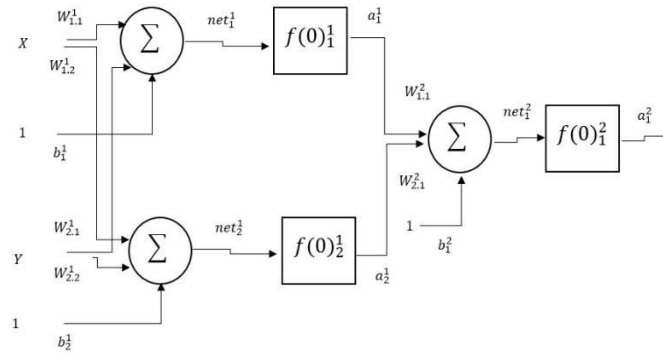 W¹₁.₁
X
W¹₁.₂
∑
net¹₁
f(0)¹₁
a¹₁
1
b¹₁
W²₁.₁
∑
net²₁
f(0)²₁
a²₁
W²₂.₁
1
b²₁
W¹₂.₁
Y
W¹₂.₂
∑
net¹₂
f(0)¹₂
a¹₂
1
b¹₂